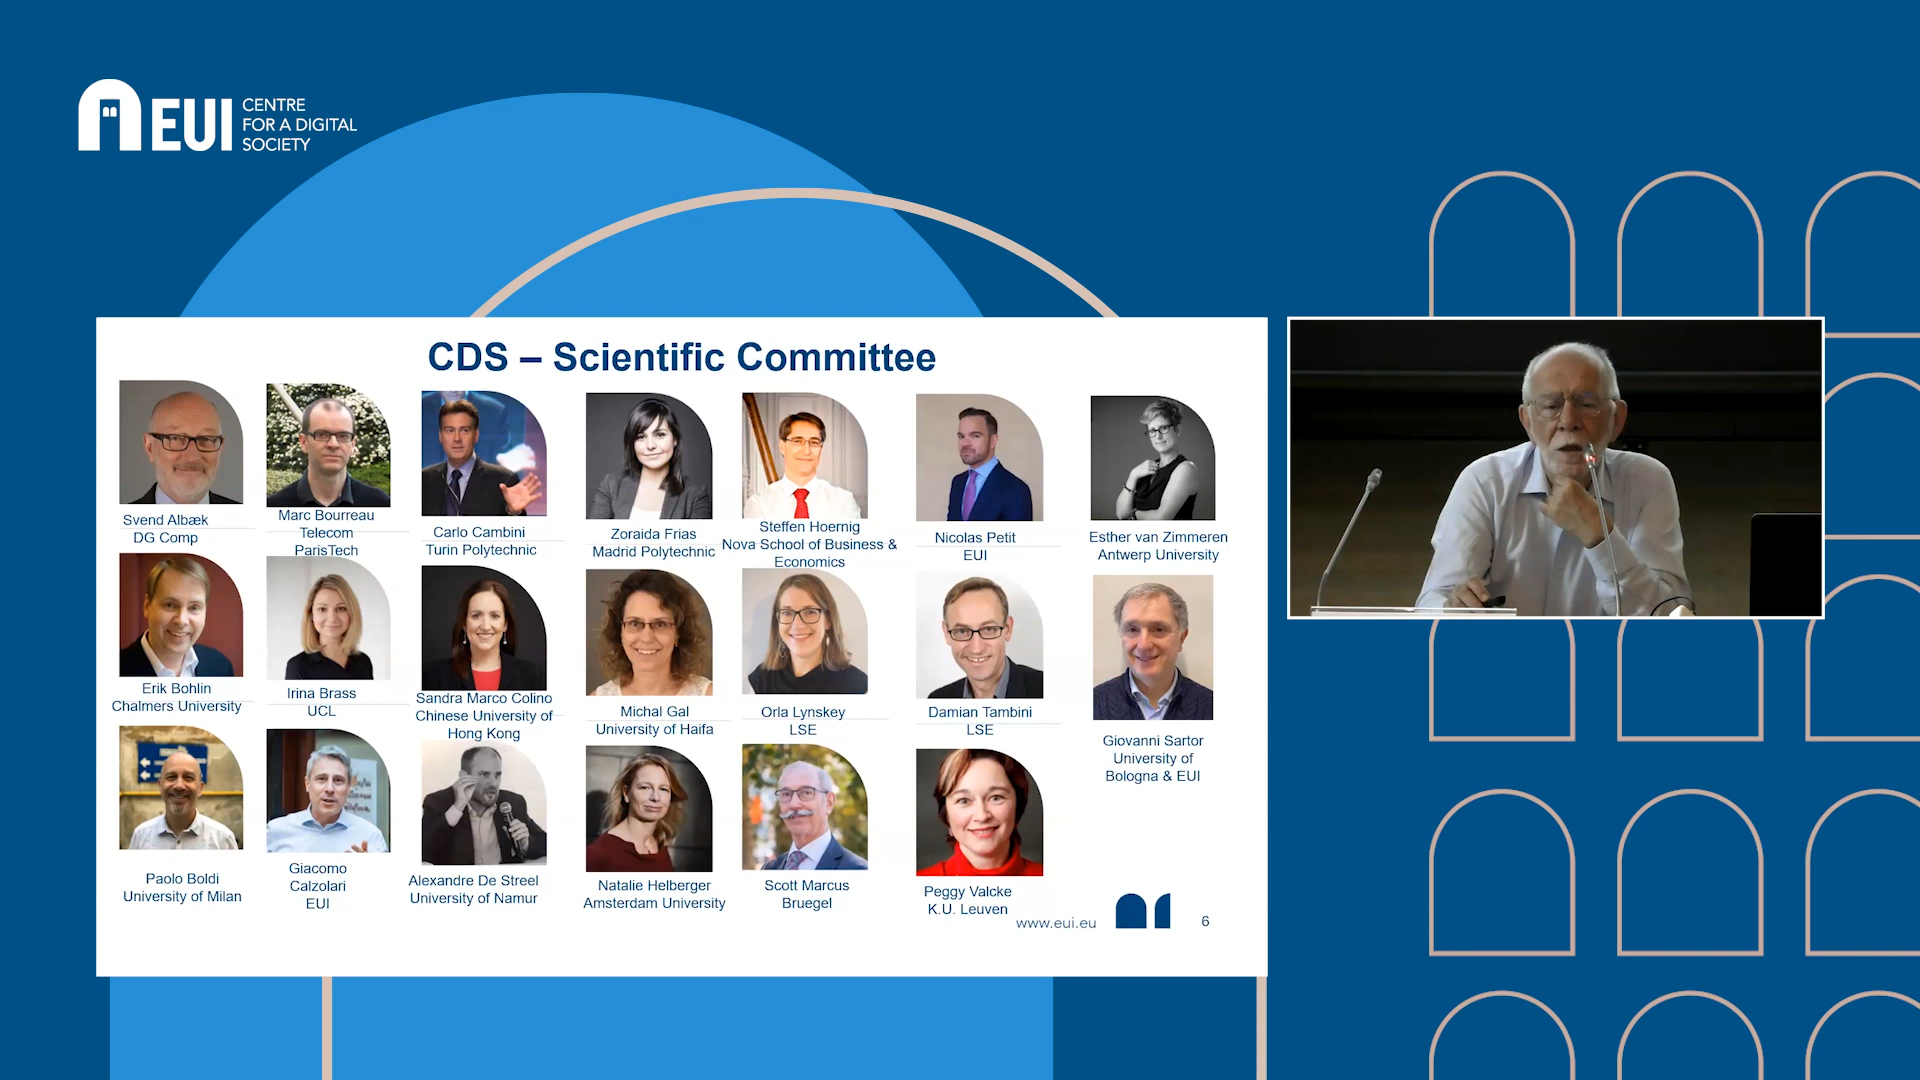 EUI
CENTRE
FOR A DIGITAL
SOCIETY
CDS – Scientific Committee
Svend Albæk
DG Comp
Marc Bourreau
Telecom
ParisTech
Carlo Cambini
Turin Polytechnic
Zoraida Frias
Madrid Polytechnic
Steffen Hoernig
Nova School of Business &
Economics
Nicolas Petit
EUI
Esther van Zimmeren
Antwerp University
Erik Bohlin
Chalmers University
Irina Brass
UCL
Sandra Marco Colino
Chinese University of
Hong Kong
Michal Gal
University of Haifa
Orla Lynskey
LSE
Damian Tambini
LSE
Giovanni Sartor
University of
Bologna & EUI
Paolo Boldi
University of Milan
Giacomo
Calzolari
EUI
Alexandre De Streel
University of Namur
Natalie Helberger
Amsterdam University
Scott Marcus
Bruegel
Peggy Valcke
K.U. Leuven
www.eui.eu
6